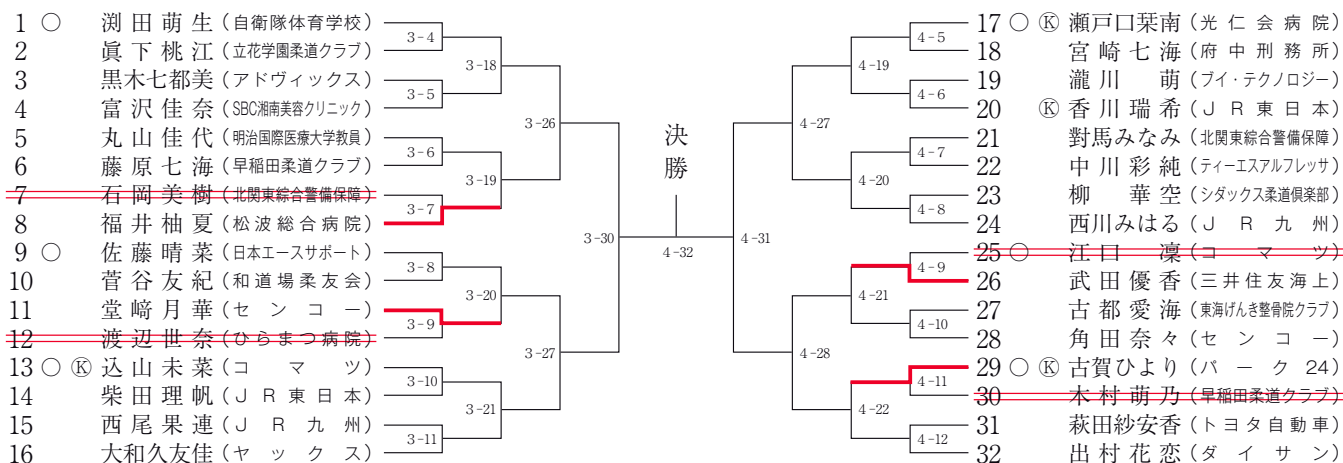 1 ○ 渕田萌生 (自衛隊体育学校)
2 眞下桃江 (立花学園柔道クラブ)
3 黒木七都美 (アドヴィックス)
4 富沢佳奈 (SBC湘南美容クリニック)
5 丸山佳代 (明治国際医療大学教員)
6 藤原七海 (早稲田柔道クラブ)
7 石岡美樹 (北関東綜合警備保障)
8 福井柚夏 (松波総合病院)
9 ○ 佐藤晴菜 (日本エースサポート)
10 菅谷友紀 (和道場柔友会)
11 堂﨑月華 (センコー)
12 渡辺世奈 (ひらまつ病院)
13 ○ Ⓚ 込山未菜 (コマツ)
14 柴田理帆 (JR東日本)
15 西尾果連 (JR九州)
16 大和久友佳 (ヤックス)
3-4
3-5
3-6
3-7
3-8
3-9
3-10
3-11
3-18
3-19
3-20
3-21
3-26
3-27
3-30
決勝
4-32
4-31
4-27
4-28
4-19
4-20
4-21
4-22
4-5
4-6
4-7
4-8
4-9
4-10
4-11
4-12
17 ○ Ⓚ 瀬戸口栞南 (光仁会病院)
18 宮崎七海 (府中刑務所)
19 瀧川萌 (ブイ・テクノロジー)
20 Ⓚ 香川瑞希 (JR東日本)
21 對馬みなみ (北関東綜合警備保障)
22 中川彩純 (ティーエスアルフレッサ)
23 柳華空 (シダックス柔道倶楽部)
24 西川みはる (JR九州)
25 ○ 江口凜 (コマツ)
26 武田優香 (三井住友海上)
27 古都愛海 (東海げんき整骨院クラブ)
28 角田奈々 (センコー)
29 ○ Ⓚ 古賀ひより (パーク24)
30 木村萌乃 (早稲田柔道クラブ)
31 萩田紗安香 (トヨタ自動車)
32 出村花恋 (ダイサン)